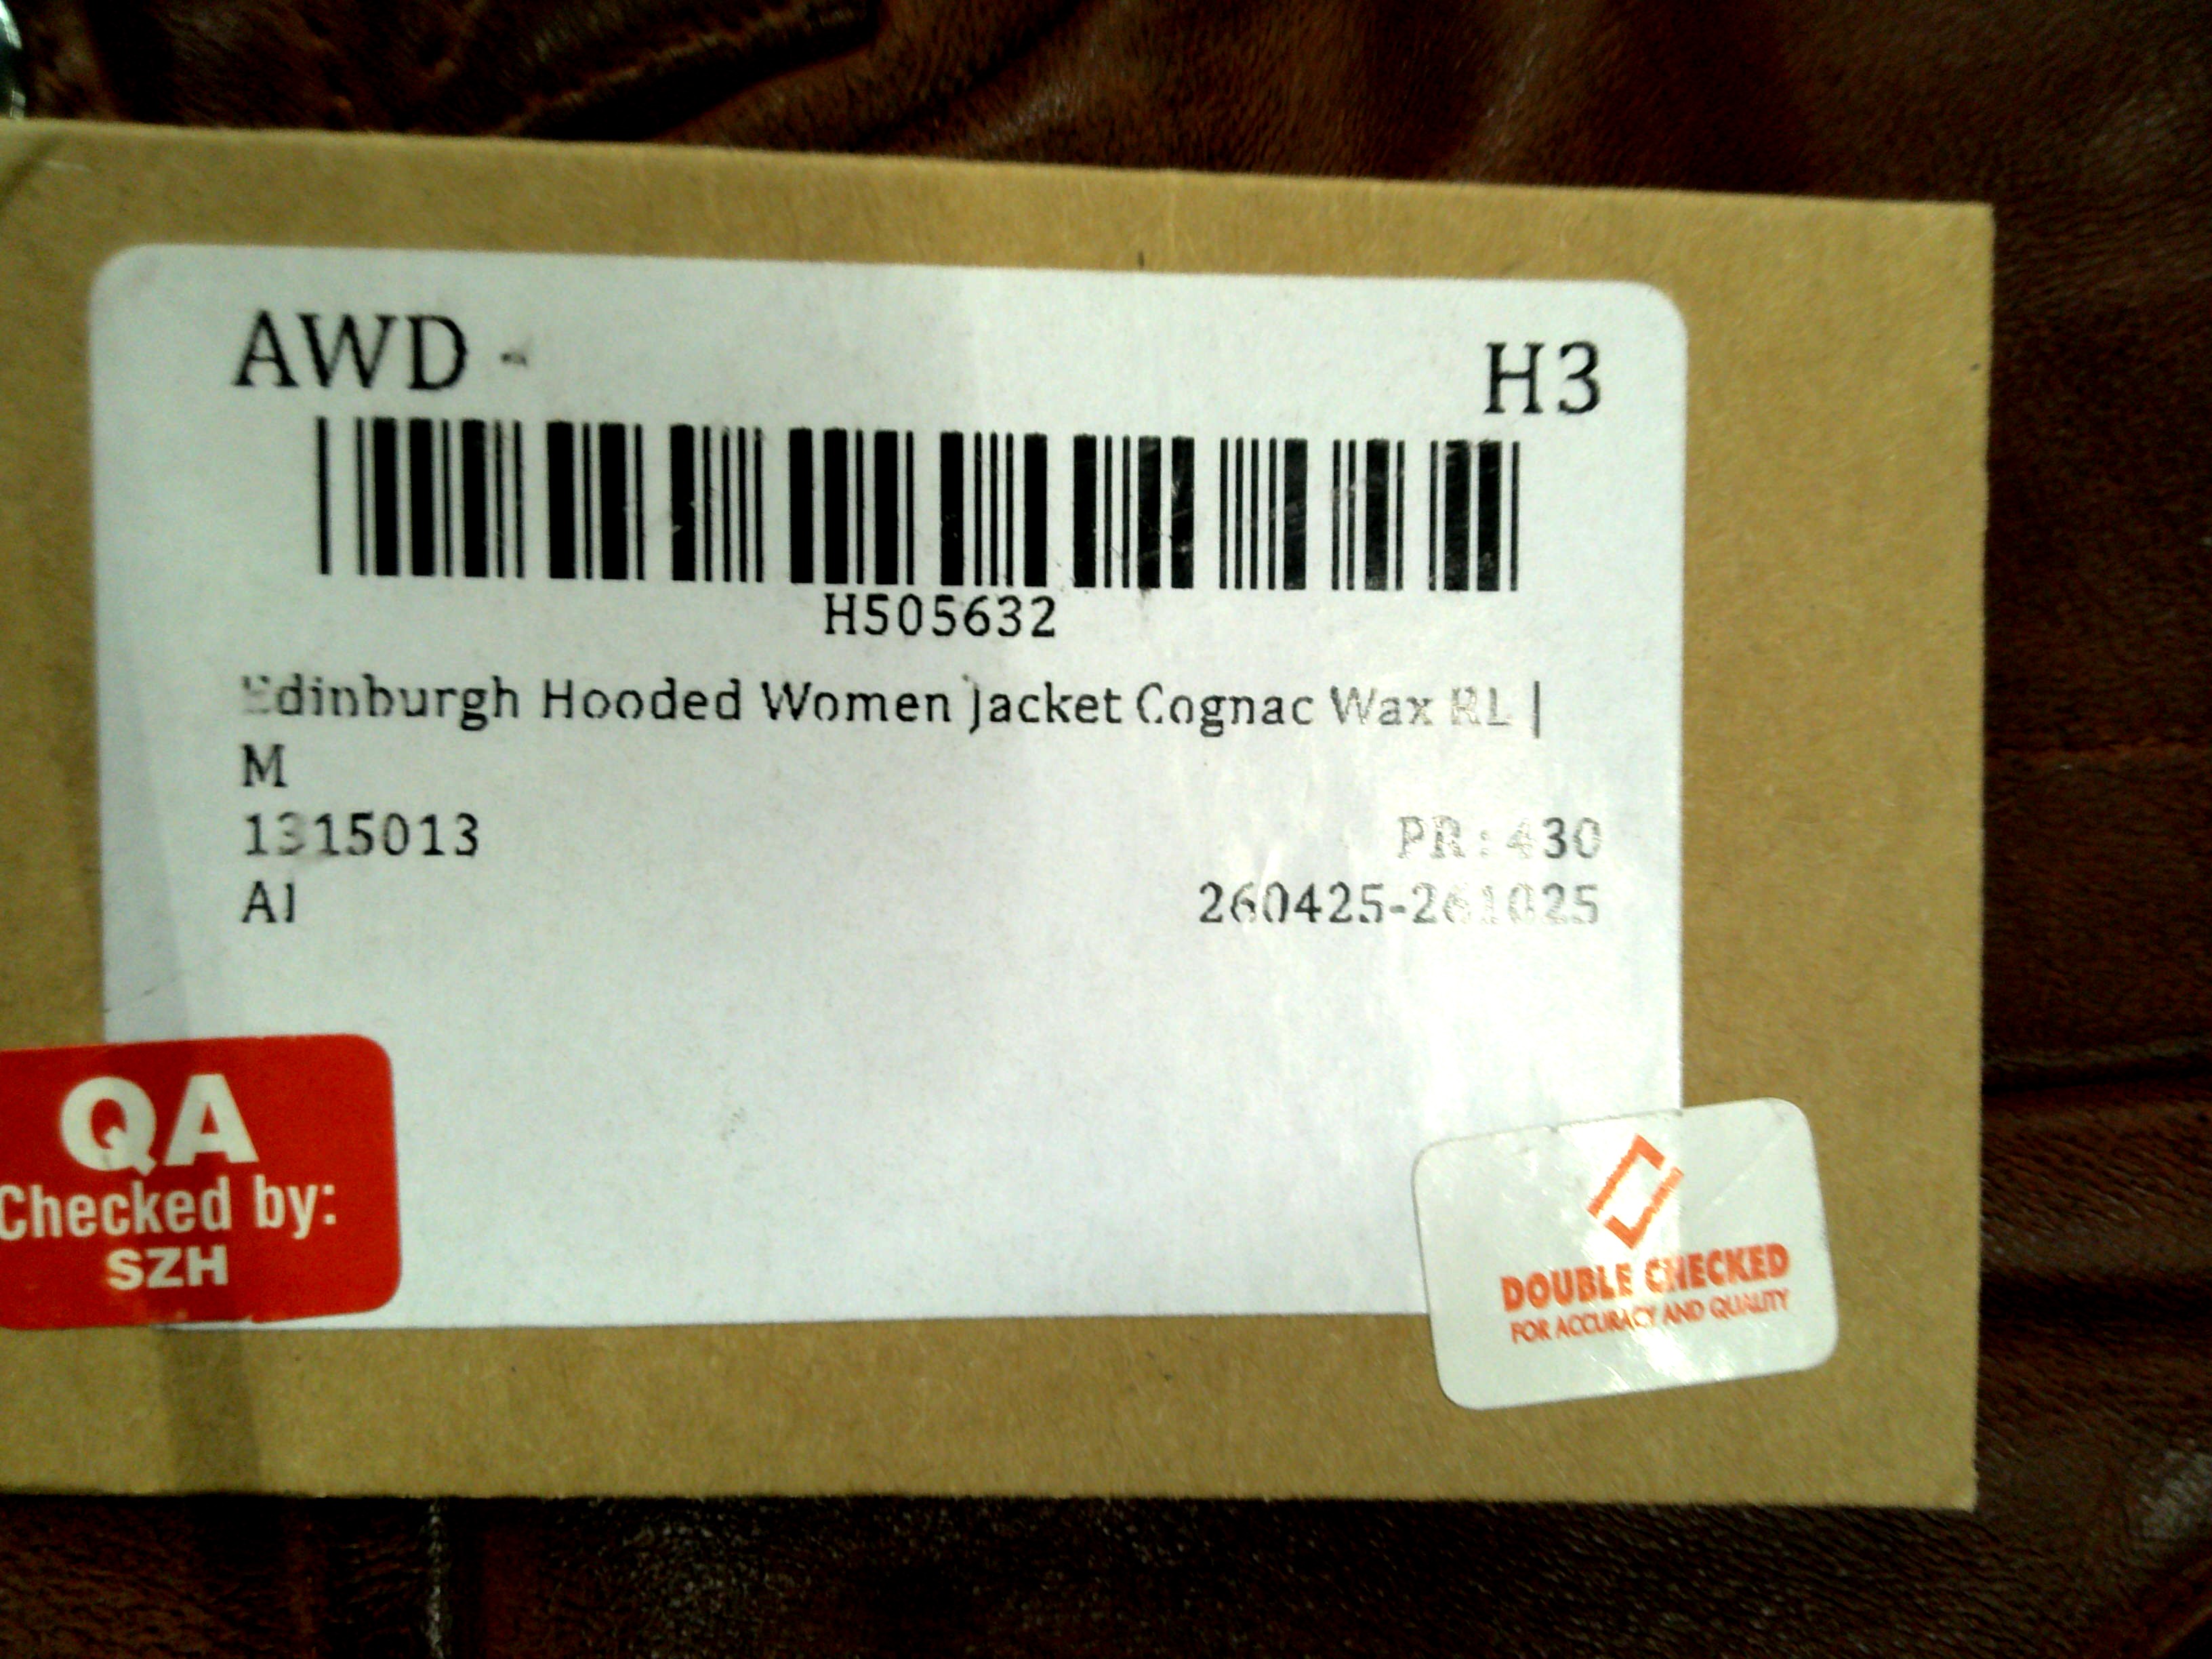 AWD - H3
H505632
Edinburgh Hooded Women Jacket Cognac Wax RL |
M
1315013 PR:430
AI 260425-261025
QA
Checked by:
SZH
DOUBLE CHECKED
FOR ACCURACY AND QUALITY